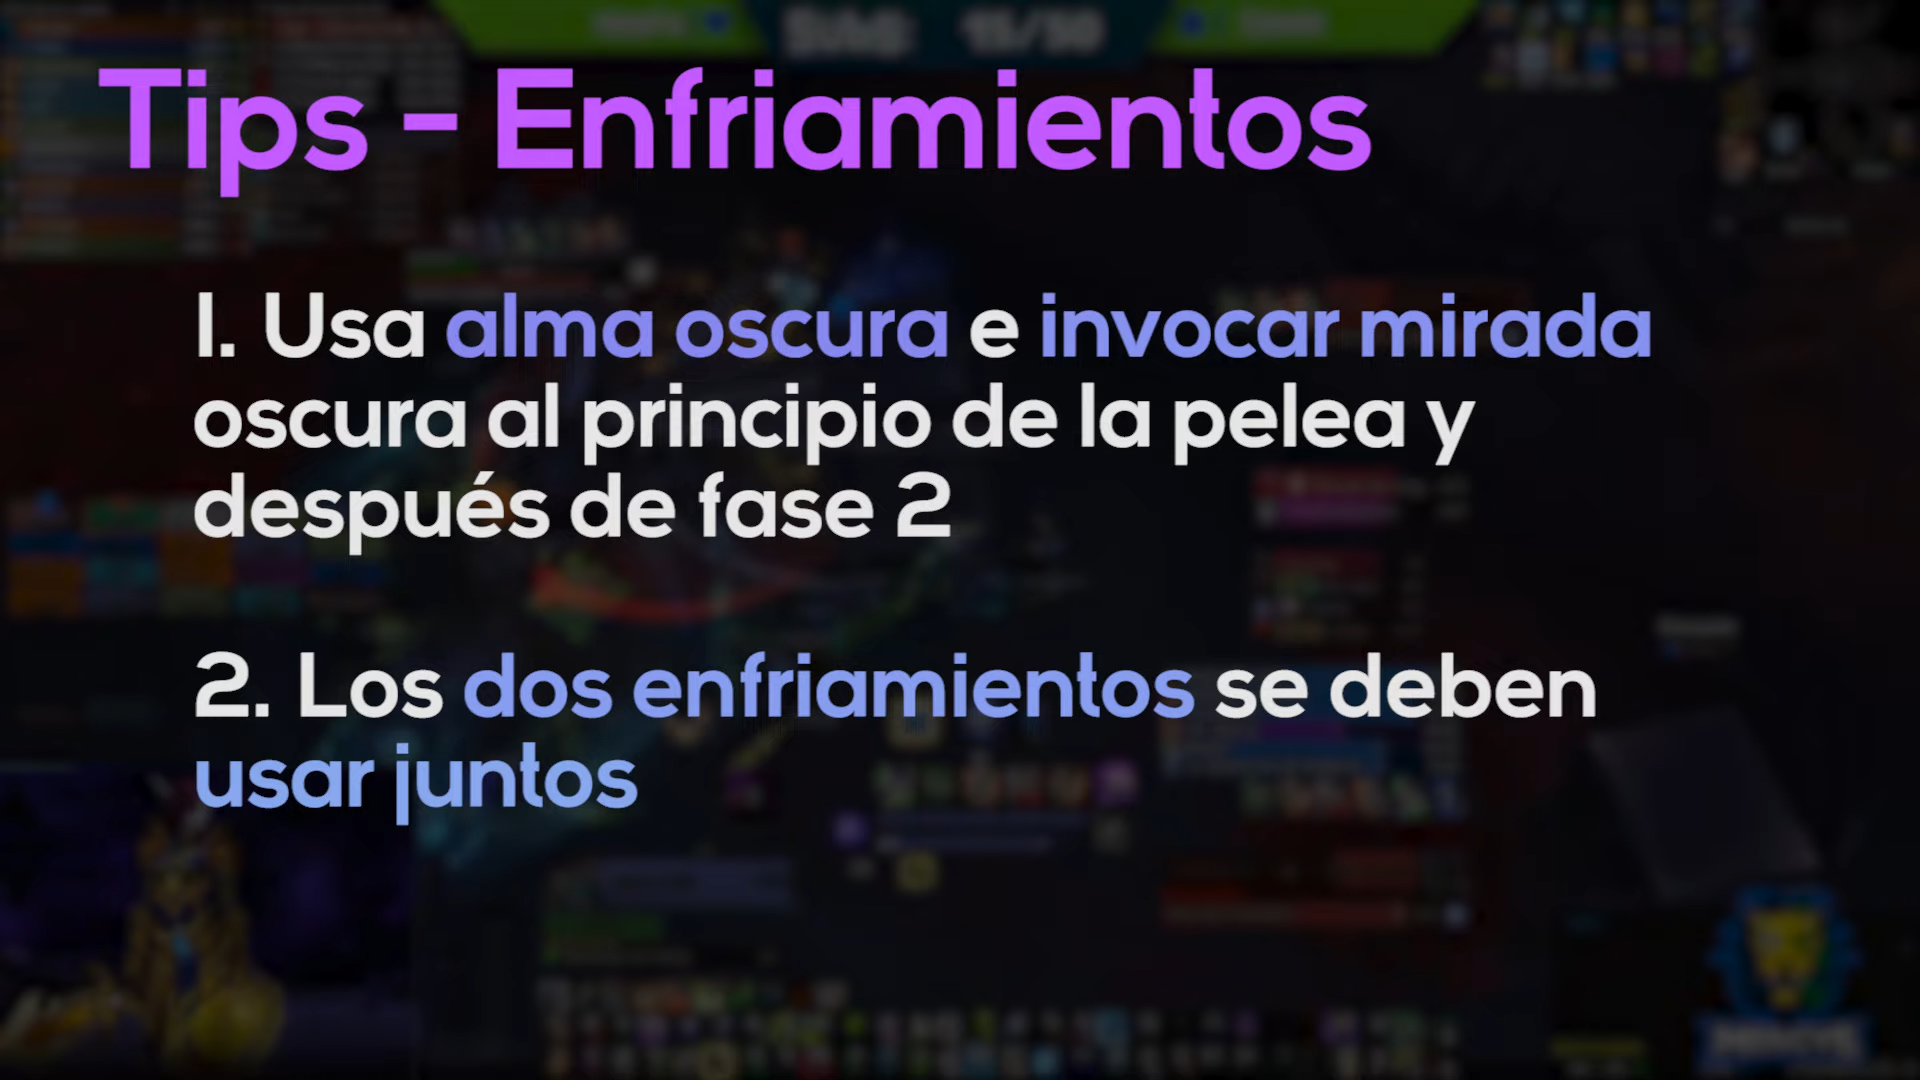 Tips - Enfriamientos
1. Usa alma oscura e invocar mirada
oscura al principio de la pelea y
después de fase 2
2. Los dos enfriamientos se deben
usar juntos